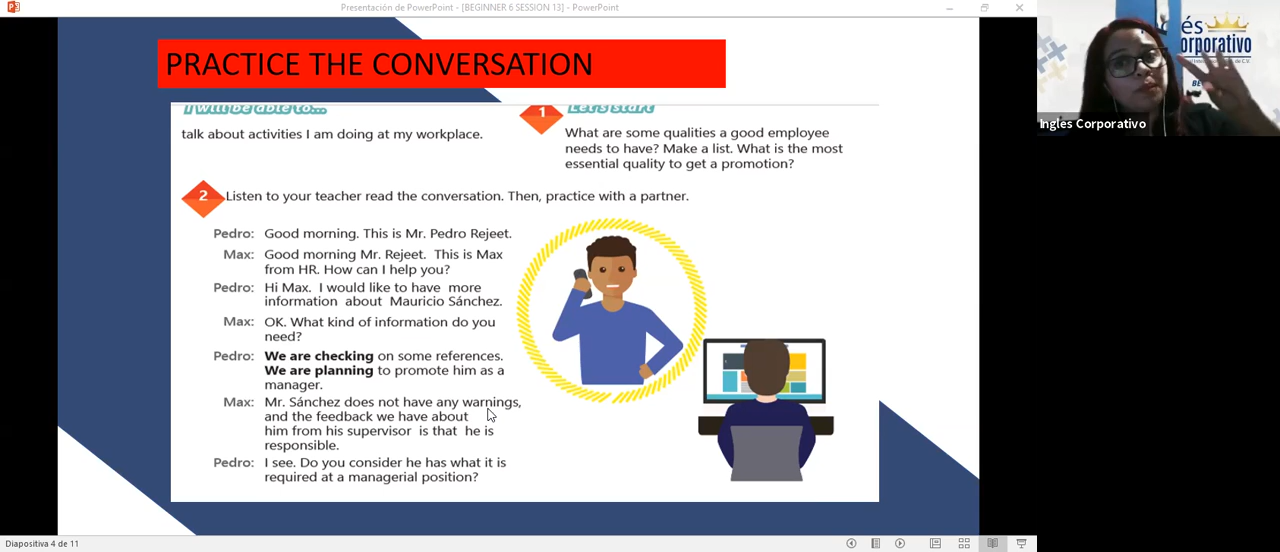 Presentación de PowerPoint - [BEGINNER 6 SESSION 13] - PowerPoint
PRACTICE THE CONVERSATION
I will be able to...
talk about activities I am doing at my workplace.
1 Let's start
What are some qualities a good employee
needs to have? Make a list. What is the most
essential quality to get a promotion?
2 Listen to your teacher read the conversation. Then, practice with a partner.
Pedro: Good morning. This is Mr. Pedro Rejeet.
Max: Good morning Mr. Rejeet. This is Max
from HR. How can I help you?
Pedro: Hi Max. I would like to have more
information about Mauricio Sánchez.
Max: OK. What kind of information do you
need?
Pedro: We are checking on some references.
We are planning to promote him as a
manager.
Max: Mr. Sánchez does not have any warnings,
and the feedback we have about
him from his supervisor is that he is
responsible.
Pedro: I see. Do you consider he has what it is
required at a managerial position?
Diapositiva 4 de 11
és
orporativo
Ingles Corporativo